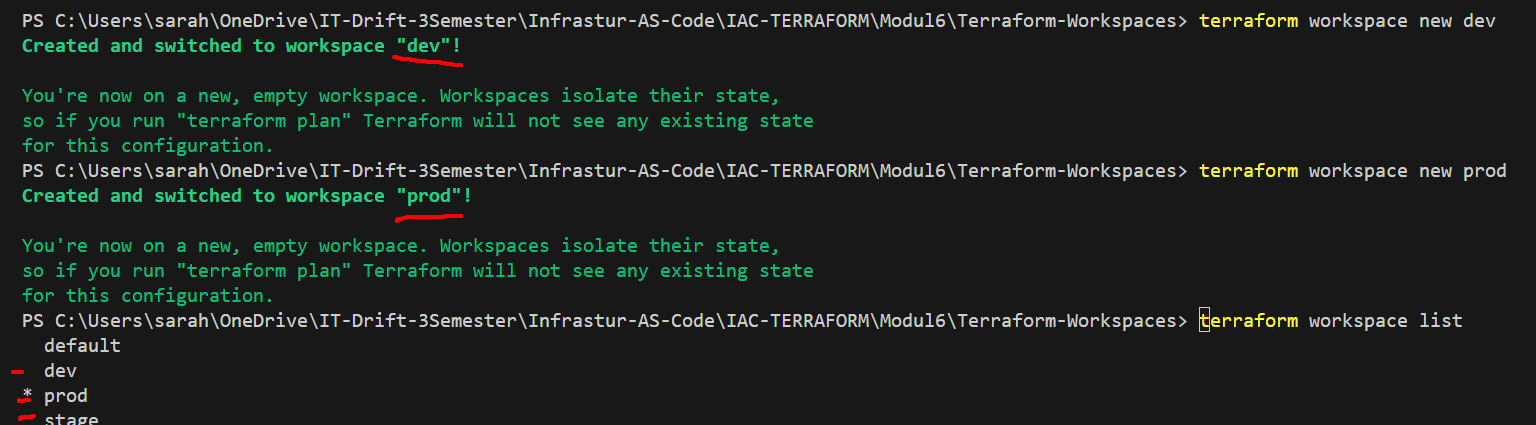 PS C:\Users\sarah\OneDrive\IT-Drift-3Semester\Infrastur-AS-Code\IAC-TERRAFORM\Modul6\Terraform-Workspaces> terraform workspace new dev
Created and switched to workspace "dev"!
You're now on a new, empty workspace. Workspaces isolate their state,
so if you run "terraform plan" Terraform will not see any existing state
for this configuration.
PS C:\Users\sarah\OneDrive\IT-Drift-3Semester\Infrastur-AS-Code\IAC-TERRAFORM\Modul6\Terraform-Workspaces> terraform workspace new prod
Created and switched to workspace "prod"!
You're now on a new, empty workspace. Workspaces isolate their state,
so if you run "terraform plan" Terraform will not see any existing state
for this configuration.
PS C:\Users\sarah\OneDrive\IT-Drift-3Semester\Infrastur-AS-Code\IAC-TERRAFORM\Modul6\Terraform-Workspaces> terraform workspace list
default
dev
* prod
stage